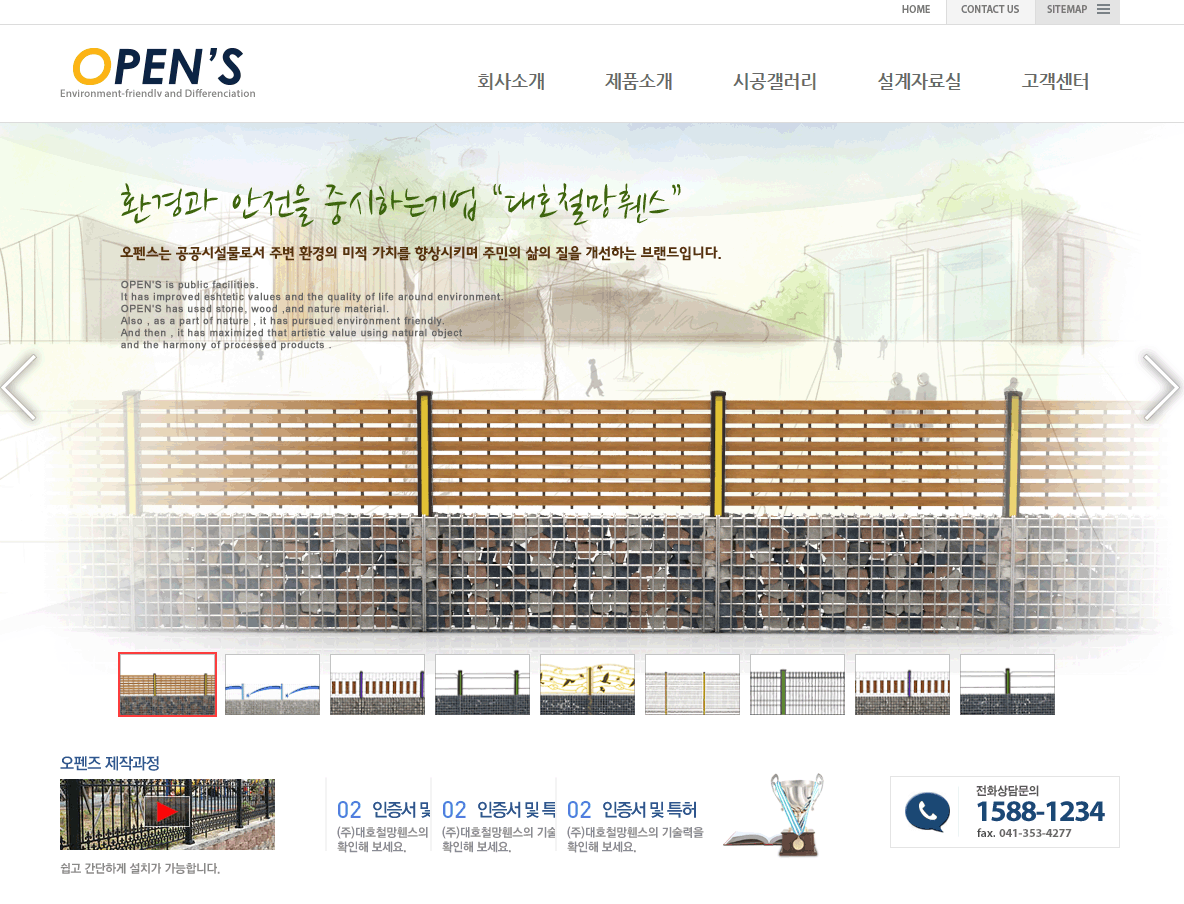 HOME CONTACT US SITEMAP
OPEN'S
Environment-friendly and Differenciation
회사소개 제품소개 시공갤러리 설계자료실 고객센터
환경과 안전을 중시하는기업 “대호철망휀스”
오펜스는 공공시설물로서 주변 환경의 미적 가치를 향상시키며 주민의 삶의 질을 개선하는 브랜드입니다.
OPEN'S is public facilities.
It has improved eshtetic values and the quality of life around environment.
OPEN'S has used stone, wood ,and nature material.
Also , as a part of nature , it has pursued environment friendly.
And then , it has maximized that artistic value using natural object
and the harmony of processed products .
오펜즈 제작과정
쉽고 간단하게 설치가 가능합니다.
02 인증서 및
(주)대호철망휀스의
확인해 보세요.
02 인증서 및 특
(주)대호철망휀스의 기술
확인해 보세요.
02 인증서 및 특허
(주)대호철망휀스의 기술력을
확인해 보세요.
전화상담문의
1588-1234
fax. 041-353-4277